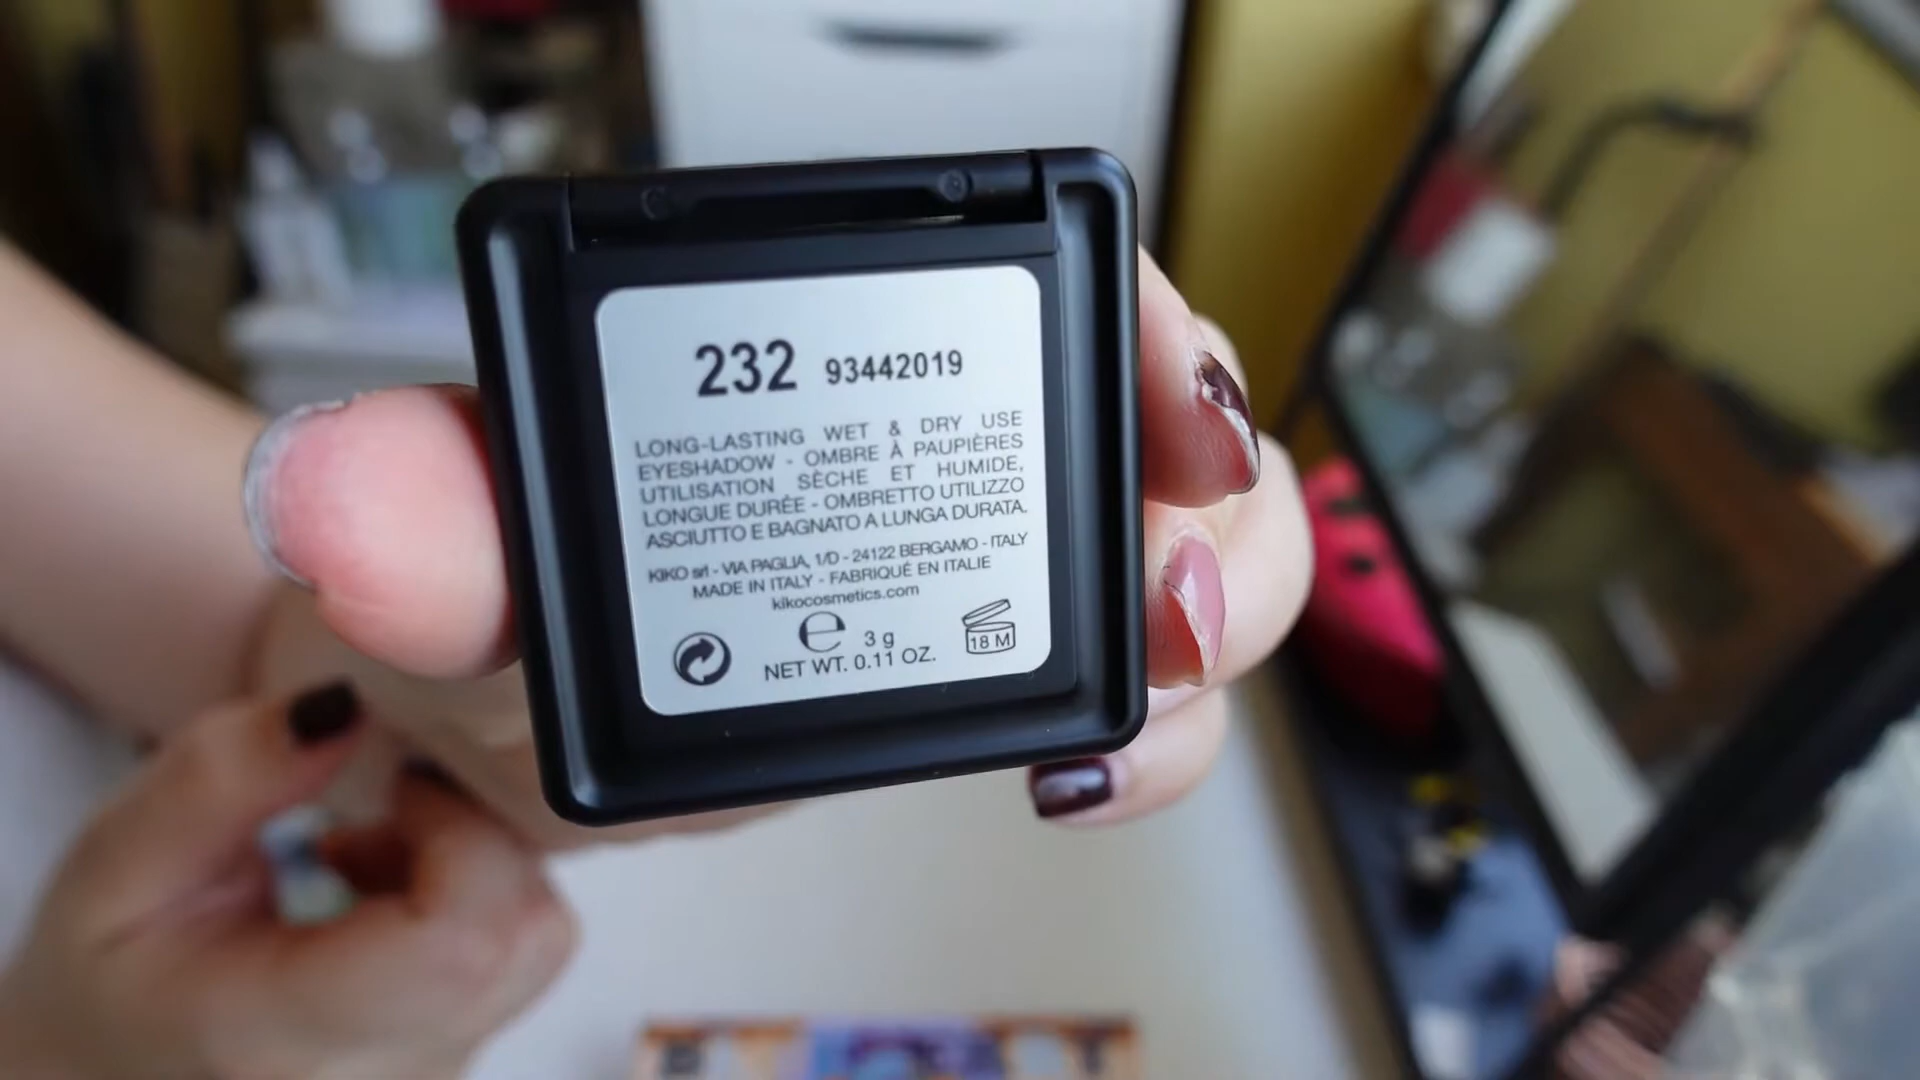 232 93442019
LONG-LASTING WET & DRY USE
EYESHADOW - OMBRE À PAUPIÈRES
UTILISATION SÈCHE ET HUMIDE,
LONGUE DURÉE - OMBRETTO UTILIZZO
ASCIUTTO E BAGNATO A LUNGA DURATA.
KIKO srl - VIA PAGLIA, 1/D - 24122 BERGAMO - ITALY
MADE IN ITALY - FABRIQUÉ EN ITALIE
kikocosmetics.com
℮ 3 g
NET WT. 0.11 OZ.
18 M